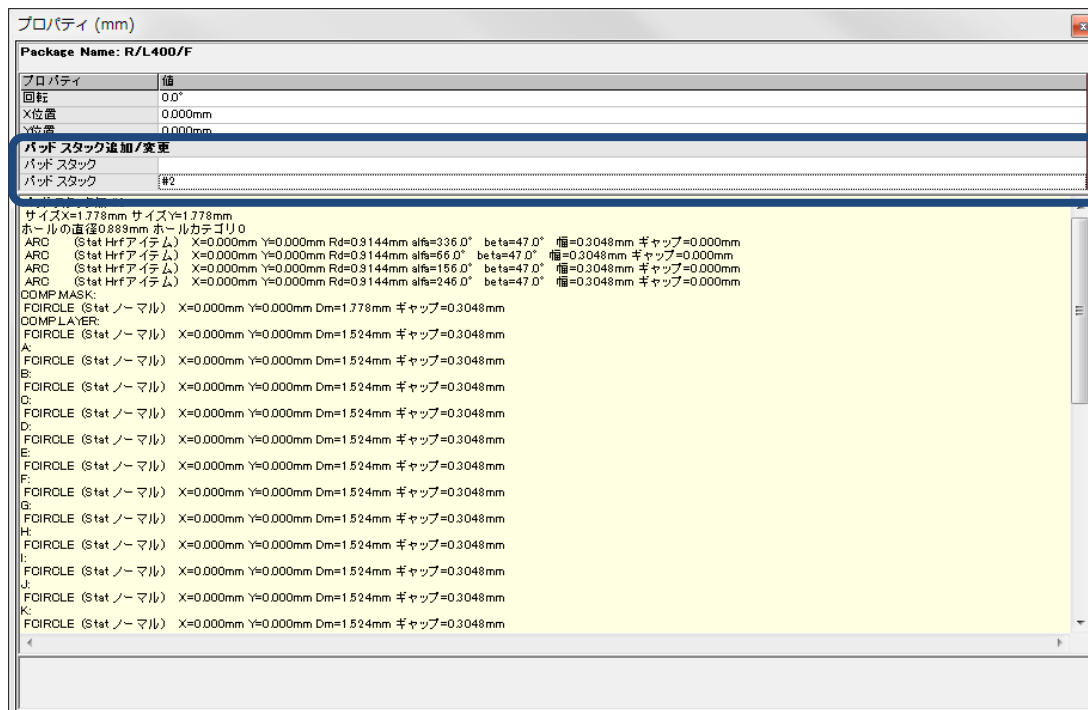 プロパティ (mm)
Package Name: R/L400/F
プロパティ 値
回転 0.0°
X位置 0.000mm
Y位置 0.000mm
パッド スタック追加/変更
パッド スタック
パッド スタック #2
サイズX=1.778mm サイズY=1.778mm
ホールの直径0.889mm ホールカテゴリ0
ARC (Stat Hrfアイテム) X=0.000mm Y=0.000mm Rd=0.9144mm alfa=336.0° beta=47.0° 幅=0.3048mm ギャップ=0.000mm
ARC (Stat Hrfアイテム) X=0.000mm Y=0.000mm Rd=0.9144mm alfa=66.0° beta=47.0° 幅=0.3048mm ギャップ=0.000mm
ARC (Stat Hrfアイテム) X=0.000mm Y=0.000mm Rd=0.9144mm alfa=156.0° beta=47.0° 幅=0.3048mm ギャップ=0.000mm
ARC (Stat Hrfアイテム) X=0.000mm Y=0.000mm Rd=0.9144mm alfa=246.0° beta=47.0° 幅=0.3048mm ギャップ=0.000mm
COMP.MASK:
FCIRCLE (Stat ノーマル) X=0.000mm Y=0.000mm Dm=1.778mm ギャップ=0.3048mm
COMP.LAYER:
FCIRCLE (Stat ノーマル) X=0.000mm Y=0.000mm Dm=1.524mm ギャップ=0.3048mm
A:
FCIRCLE (Stat ノーマル) X=0.000mm Y=0.000mm Dm=1.524mm ギャップ=0.3048mm
B:
FCIRCLE (Stat ノーマル) X=0.000mm Y=0.000mm Dm=1.524mm ギャップ=0.3048mm
C:
FCIRCLE (Stat ノーマル) X=0.000mm Y=0.000mm Dm=1.524mm ギャップ=0.3048mm
D:
FCIRCLE (Stat ノーマル) X=0.000mm Y=0.000mm Dm=1.524mm ギャップ=0.3048mm
E:
FCIRCLE (Stat ノーマル) X=0.000mm Y=0.000mm Dm=1.524mm ギャップ=0.3048mm
F:
FCIRCLE (Stat ノーマル) X=0.000mm Y=0.000mm Dm=1.524mm ギャップ=0.3048mm
G:
FCIRCLE (Stat ノーマル) X=0.000mm Y=0.000mm Dm=1.524mm ギャップ=0.3048mm
H:
FCIRCLE (Stat ノーマル) X=0.000mm Y=0.000mm Dm=1.524mm ギャップ=0.3048mm
I:
FCIRCLE (Stat ノーマル) X=0.000mm Y=0.000mm Dm=1.524mm ギャップ=0.3048mm
J:
FCIRCLE (Stat ノーマル) X=0.000mm Y=0.000mm Dm=1.524mm ギャップ=0.3048mm
K:
FCIRCLE (Stat ノーマル) X=0.000mm Y=0.000mm Dm=1.524mm ギャップ=0.3048mm